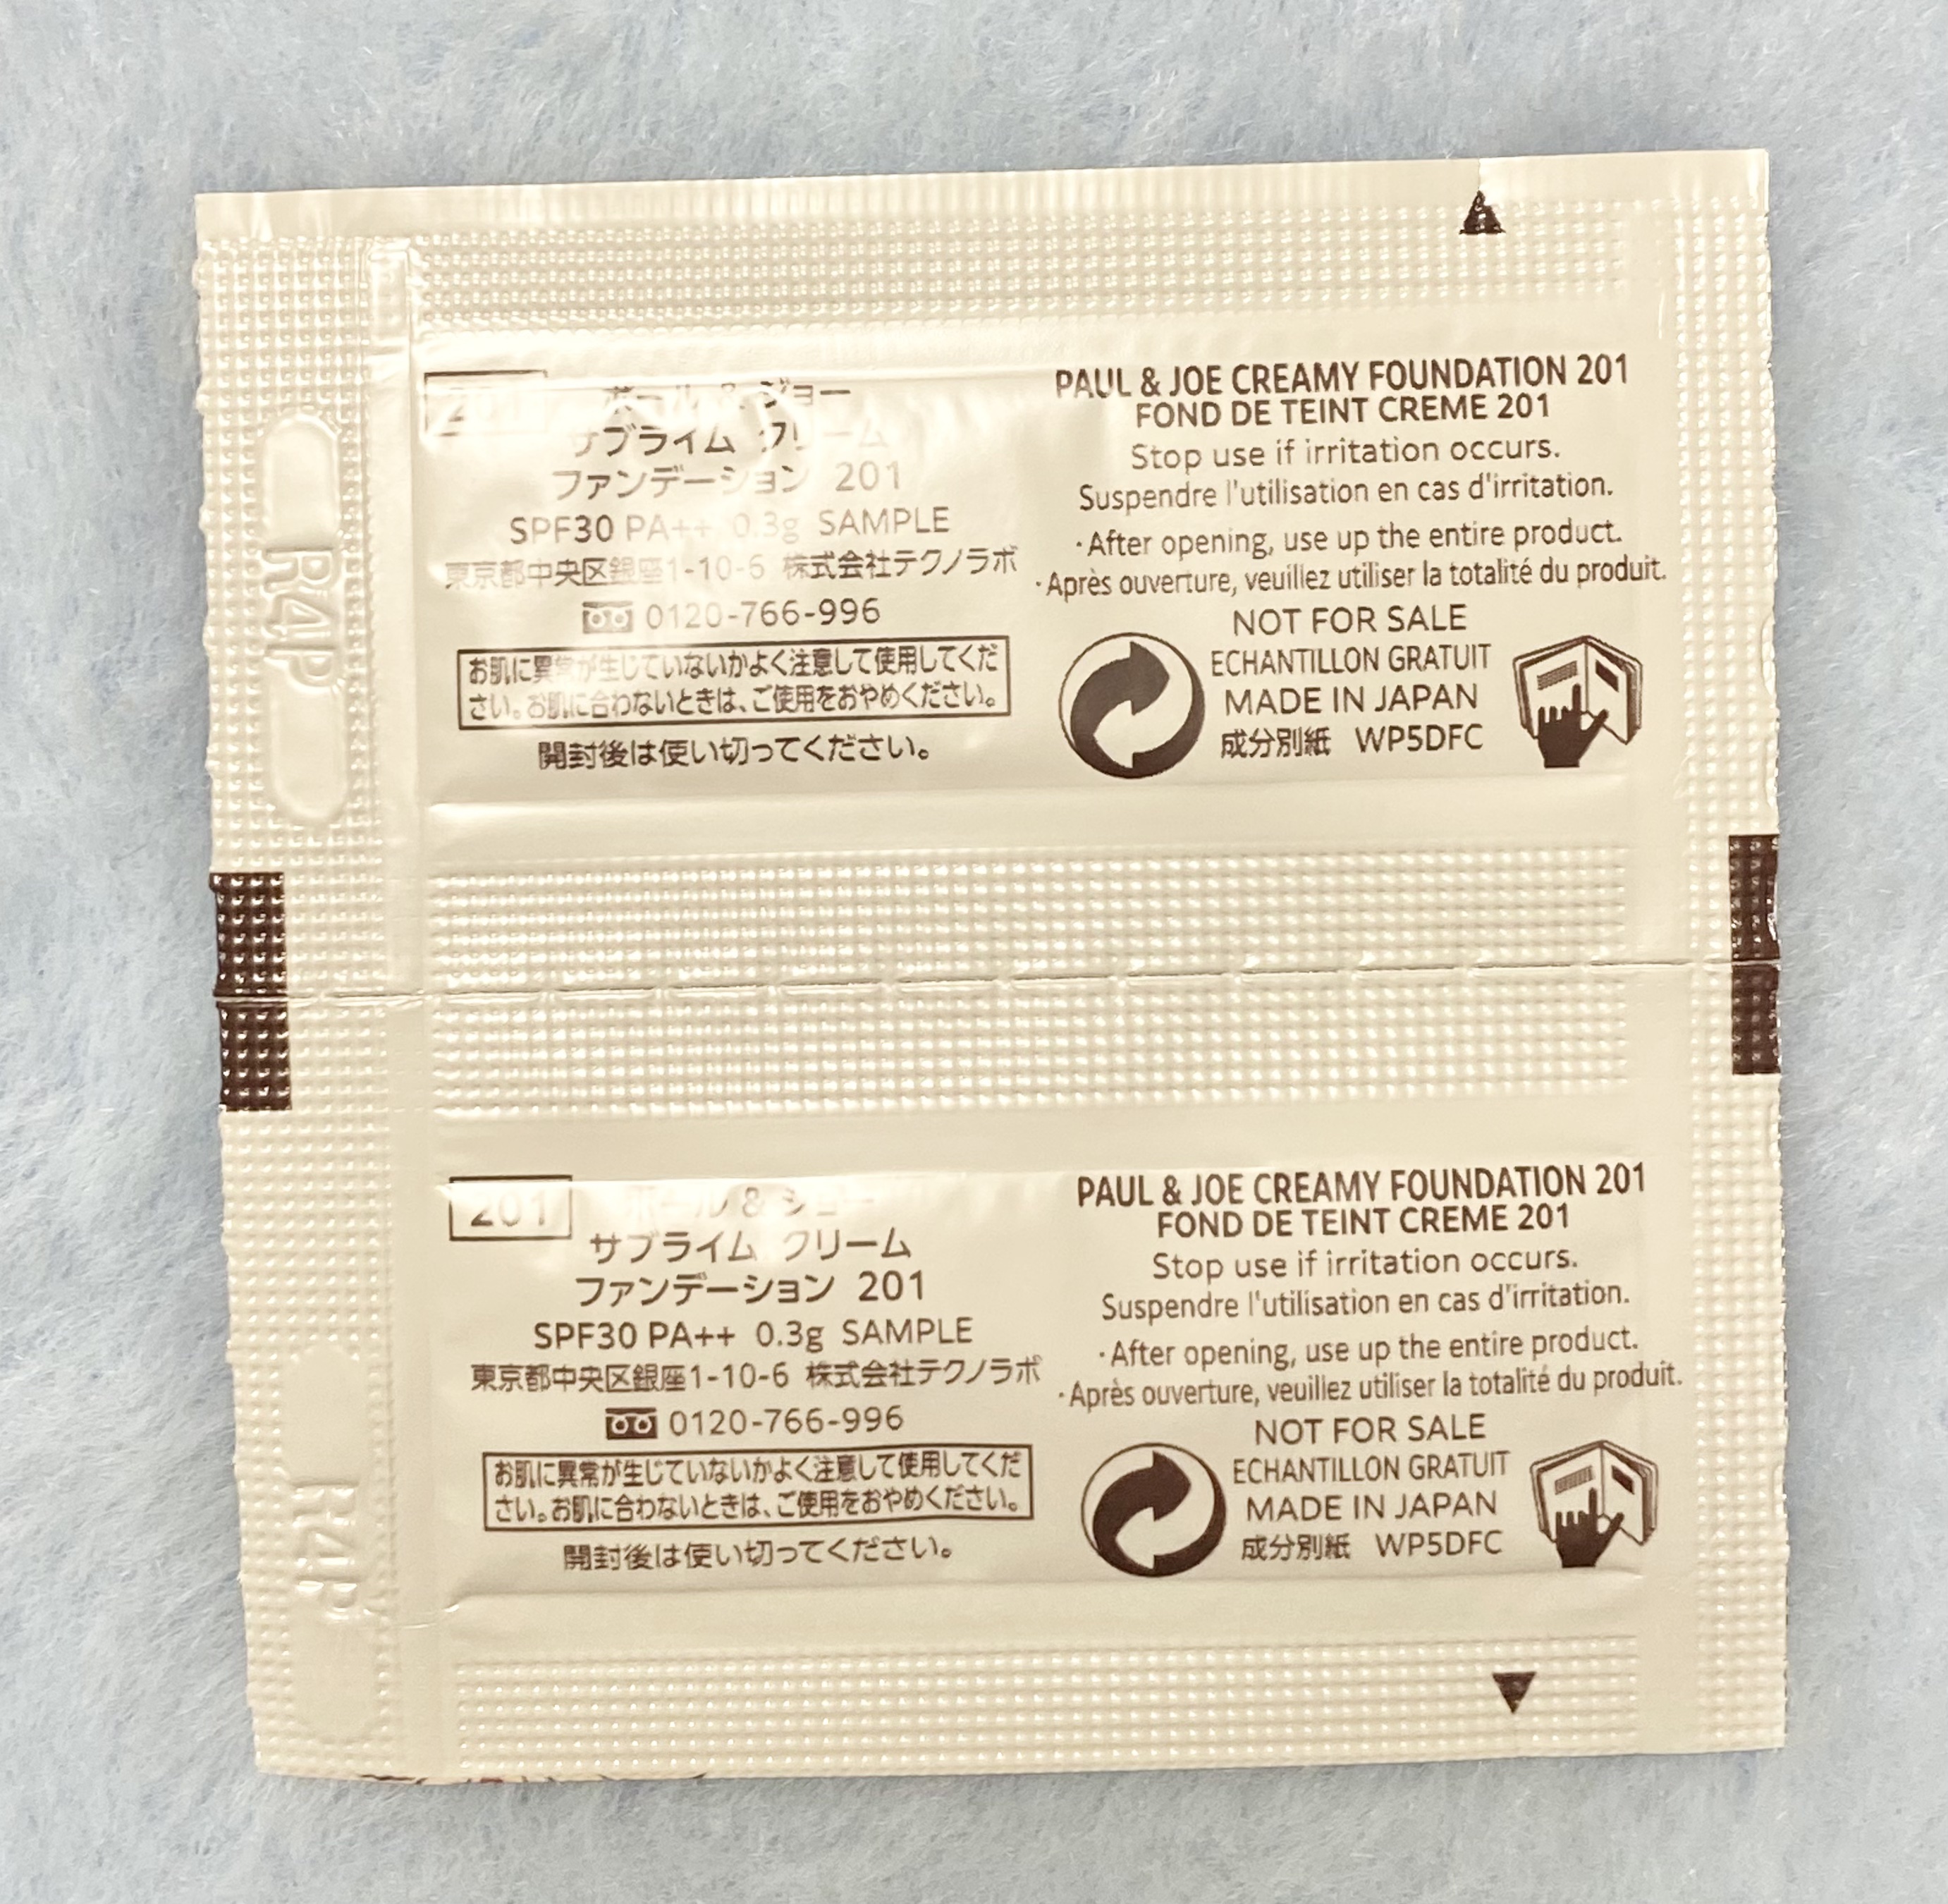 R4P
201
ポール & ジョー
サブライム クリーム
ファンデーション 201
SPF30 PA++ 0.3g SAMPLE
東京都中央区銀座1-10-6 株式会社テクノラボ
0120-766-996
お肌に異常が生じていないかよく注意して使用してくだ
さい。お肌に合わないときは、ご使用をおやめください。
開封後は使い切ってください。
PAUL & JOE CREAMY FOUNDATION 201
FOND DE TEINT CREME 201
Stop use if irritation occurs.
Suspendre l'utilisation en cas d'irritation.
・After opening, use up the entire product.
・Après ouverture, veuillez utiliser la totalité du produit.
NOT FOR SALE
ECHANTILLON GRATUIT
MADE IN JAPAN
成分別紙 WP5DFC
R4P
201
ポール & ジョー
サブライム クリーム
ファンデーション 201
SPF30 PA++ 0.3g SAMPLE
東京都中央区銀座1-10-6 株式会社テクノラボ
0120-766-996
お肌に異常が生じていないかよく注意して使用してくだ
さい。お肌に合わないときは、ご使用をおやめください。
開封後は使い切ってください。
PAUL & JOE CREAMY FOUNDATION 201
FOND DE TEINT CREME 201
Stop use if irritation occurs.
Suspendre l'utilisation en cas d'irritation.
・After opening, use up the entire product.
・Après ouverture, veuillez utiliser la totalité du produit.
NOT FOR SALE
ECHANTILLON GRATUIT
MADE IN JAPAN
成分別紙 WP5DFC